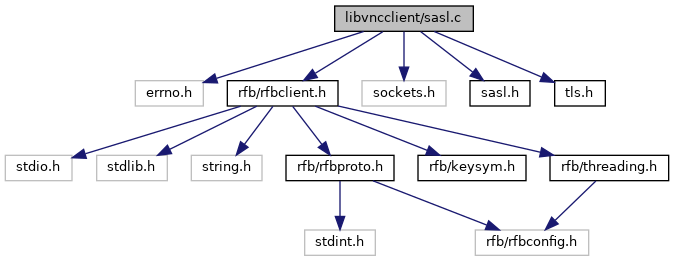 libvncclient/sasl.c
errno.h
rfb/rfbclient.h
sockets.h
sasl.h
tls.h
stdio.h
stdlib.h
string.h
rfb/rfbproto.h
rfb/keysym.h
rfb/threading.h
stdint.h
rfb/rfbconfig.h